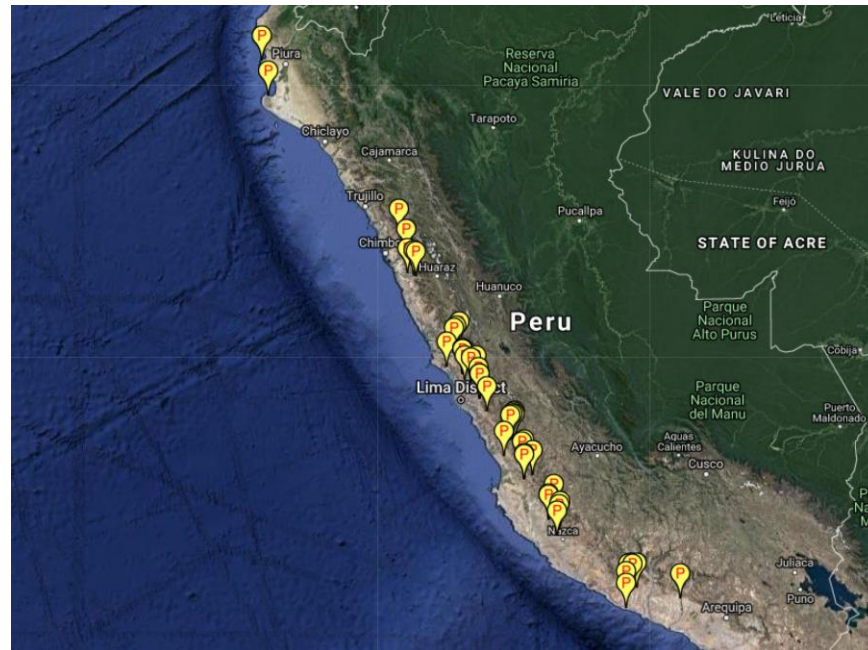 Leticia
P
Piura
P
Reserva
Nacional
Pacaya Samiria
VALE DO JAVARI
Tarapoto
Chiclayo
Cajamarca
KULINA DO
MEDIO JURUA
Trujillo
P
Pucallpa
Feijó
P
Chimbo
P
STATE OF ACRE
Huaraz
Huanuco
Parque
Nacional
Alto Purus
Peru
P
P
P
P
P
P
Cobija
Lima District
P
Parque
Nacional
del Manu
Puerto
Maldonado
P
P
P
P
P
Ayacucho
Aguas
Calientes
Cusco
P
P
P
P
Nazca
P
P
P
P
Juliaca
Puno
Arequipa